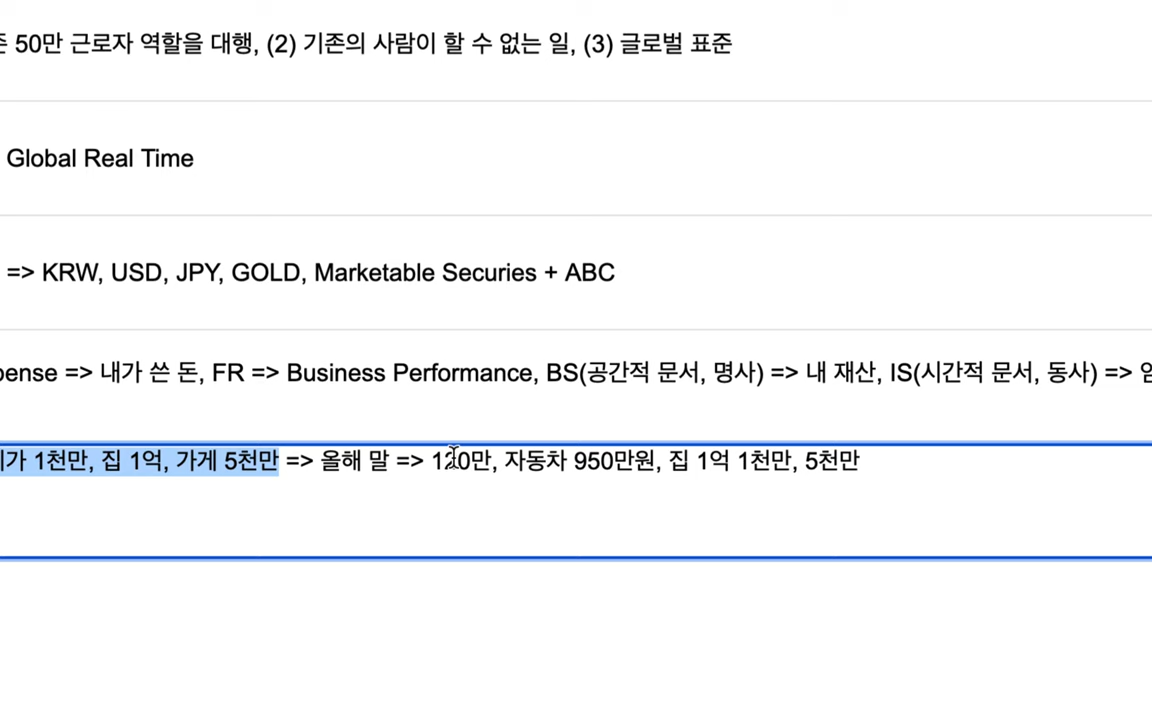 50만 근로자 역할을 대행, (2) 기존의 사람이 할 수 없는 일, (3) 글로벌 표준
Global Real Time
=> KRW, USD, JPY, GOLD, Marketable Securies + ABC
=> 내가 쓴 돈, FR => Business Performance, BS(공간적 문서, 명사) => 내 재산, IS(시간적 문서, 동사) =>
1천만, 집 1억, 가게 5천만 => 올해 말 => 120만, 자동차 950만원, 집 1억 1천만, 5천만